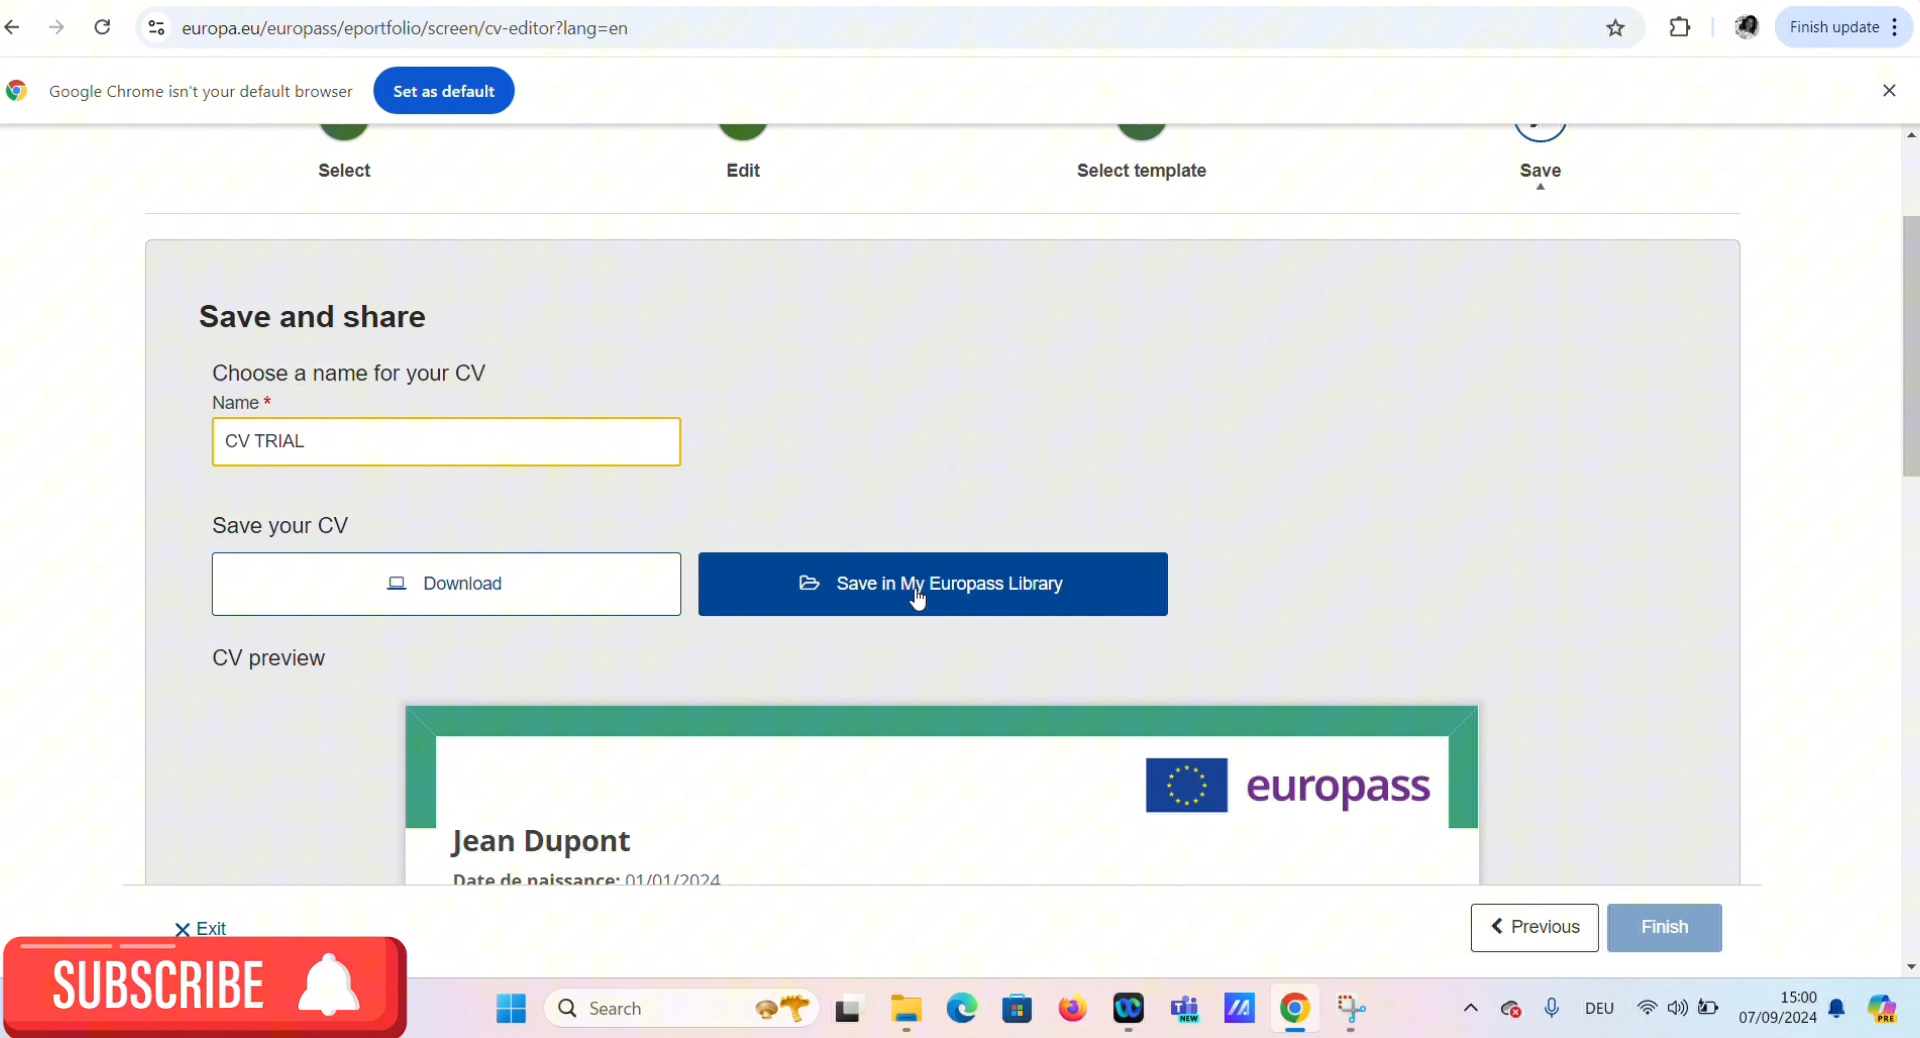 europa.eu/europass/eportfolio/screen/cv-editor?lang=en
Finish update
Google Chrome isn't your default browser
Set as default
Select
Edit
Select template
Save
Save and share
Choose a name for your CV
Name *
CV TRIAL
Save your CV
Download
Save in My Europass Library
CV preview
europass
Jean Dupont
Date de naissance: 01/01/2024
Exit
Previous
Finish
SUBSCRIBE
Search
NEW
DEU
15:00
07/09/2024
PRE